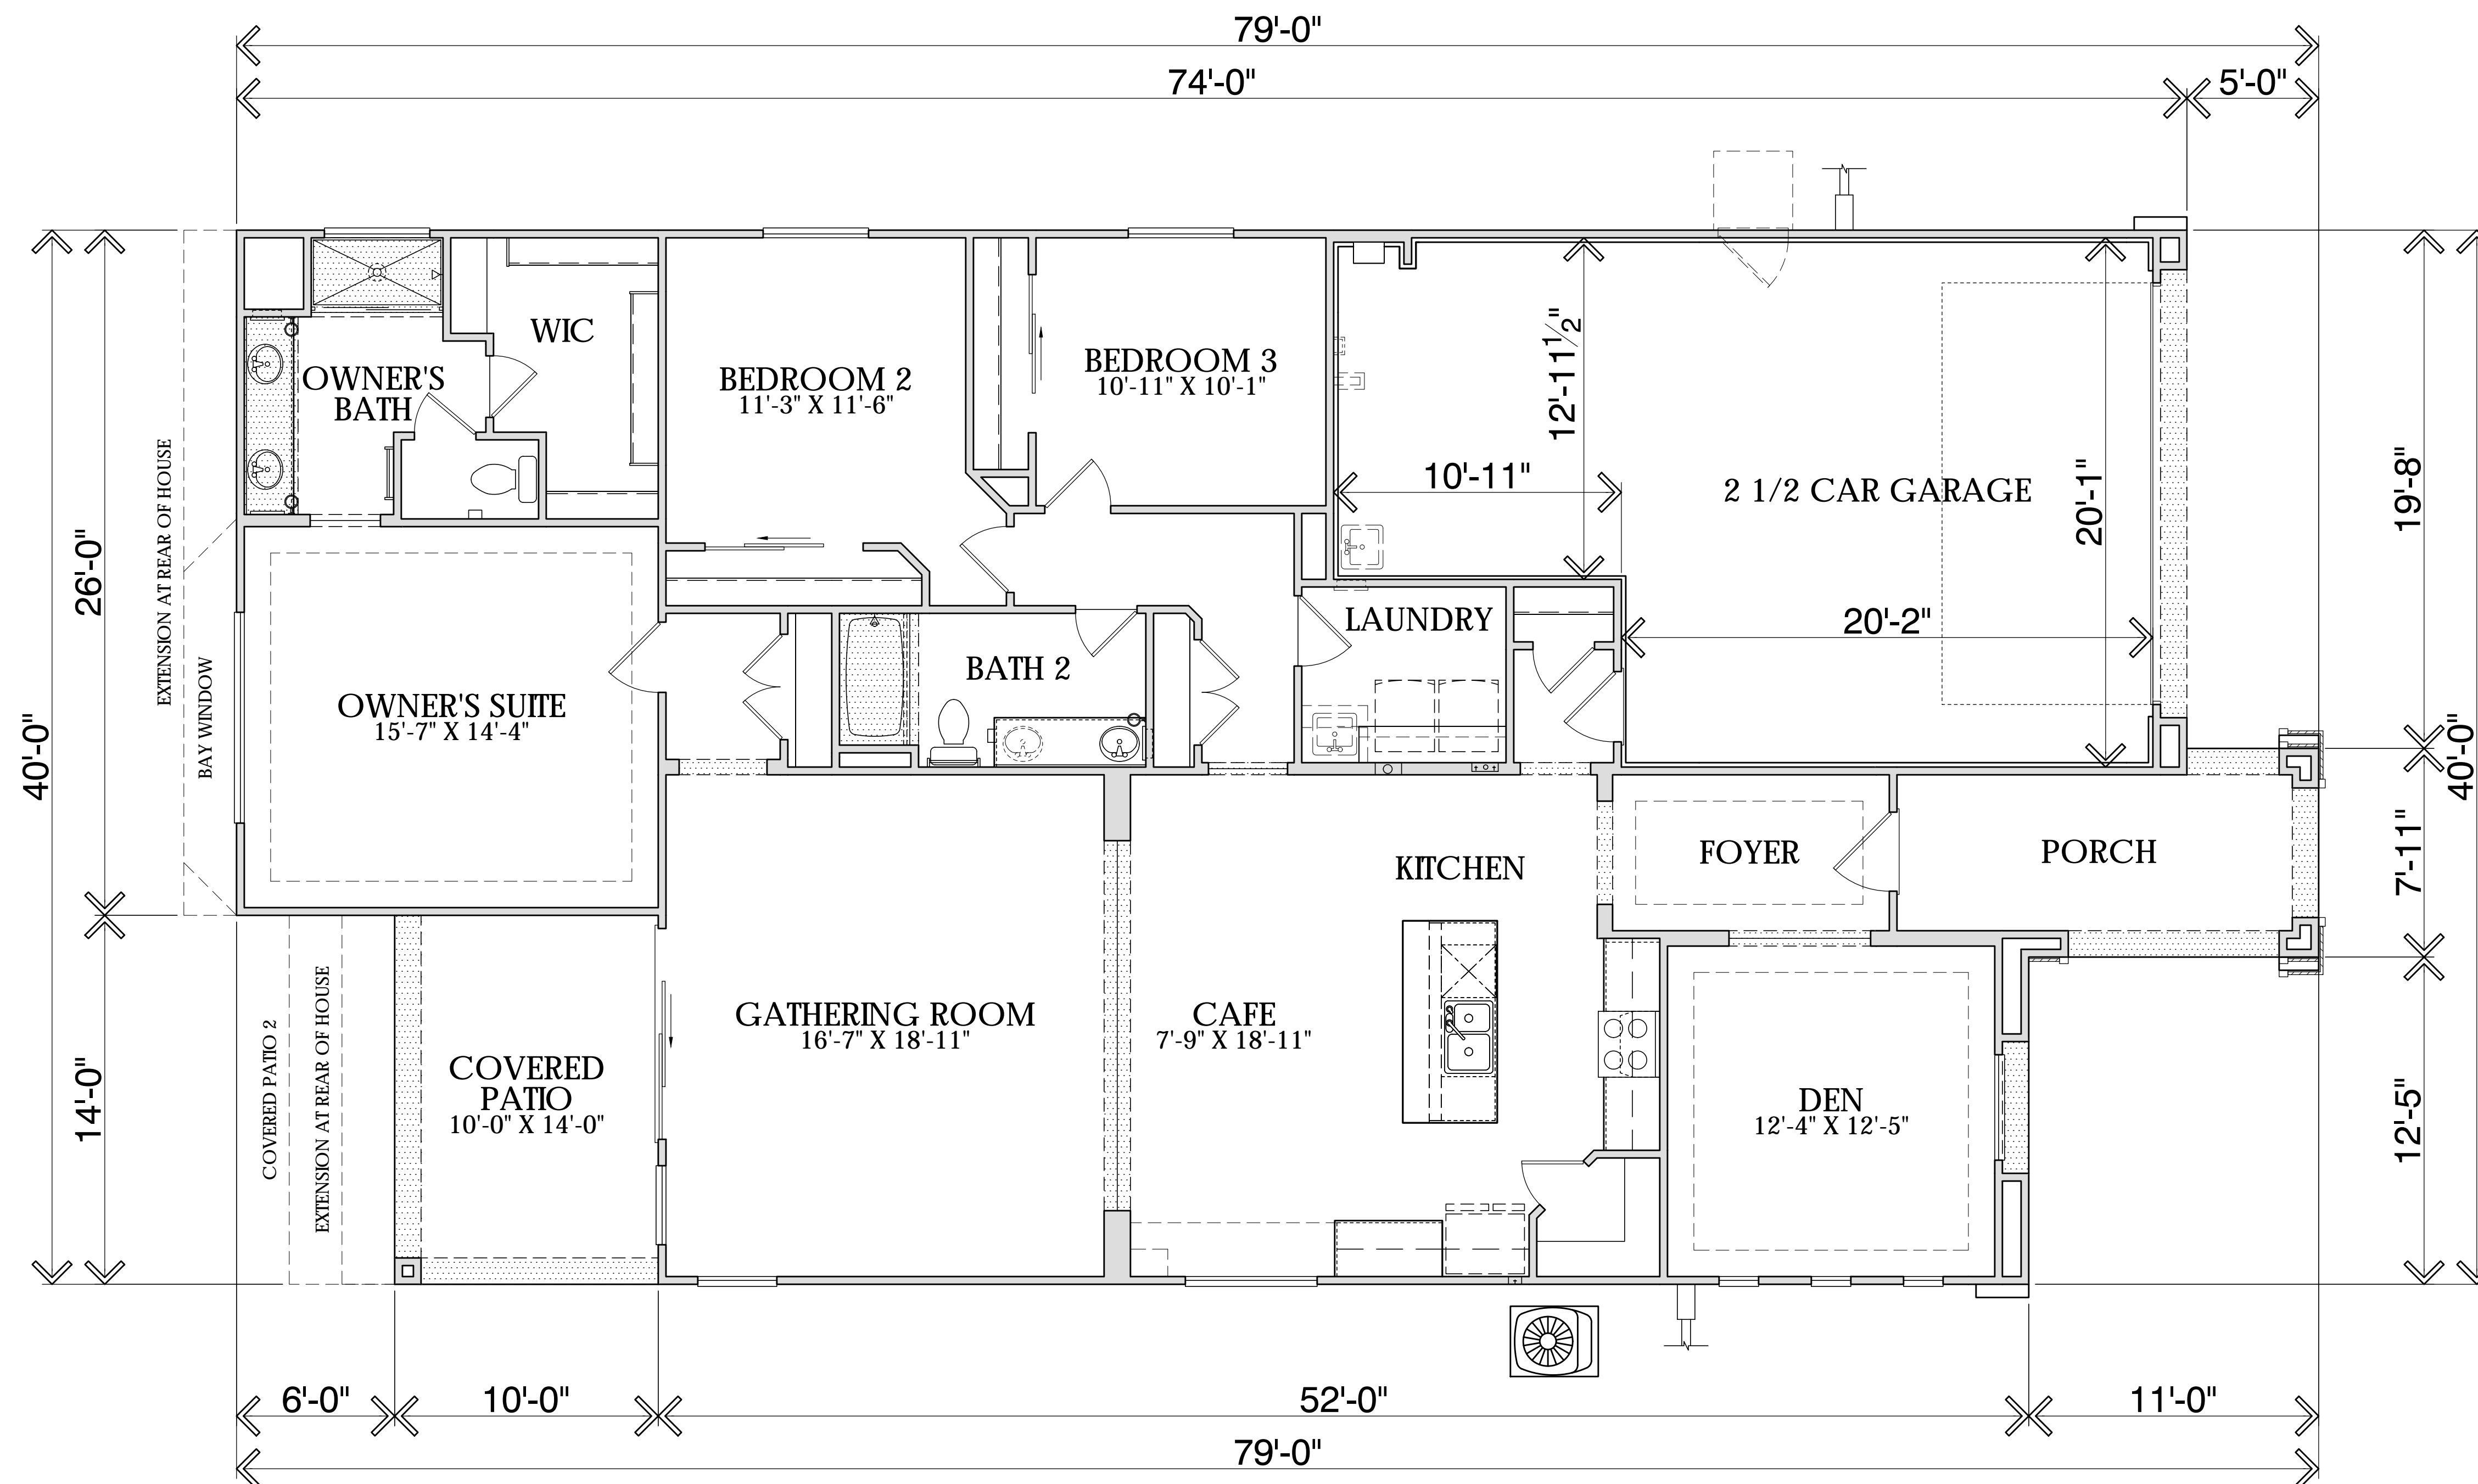 79'-0"
74'-0"
5'-0"
WIC
OWNER'S
BATH
BEDROOM 2
11'-3" X 11'-6"
BEDROOM 3
10'-11" X 10'-1"
12'-11 1/2"
10'-11"
2 1/2 CAR GARAGE
20'-1"
20'-2"
19'-8"
40'-0"
26'-0"
EXTENSION AT REAR OF HOUSE
BAY WINDOW
OWNER'S SUITE
15'-7" X 14'-4"
BATH 2
LAUNDRY
40'-0"
7'-11"
KITCHEN
FOYER
PORCH
GATHERING ROOM
16'-7" X 18'-11"
CAFE
7'-9" X 18'-11"
COVERED
PATIO
10'-0" X 14'-0"
DEN
12'-4" X 12'-5"
14'-0"
COVERED PATIO 2
EXTENSION AT REAR OF HOUSE
12'-5"
6'-0"
10'-0"
52'-0"
11'-0"
79'-0"